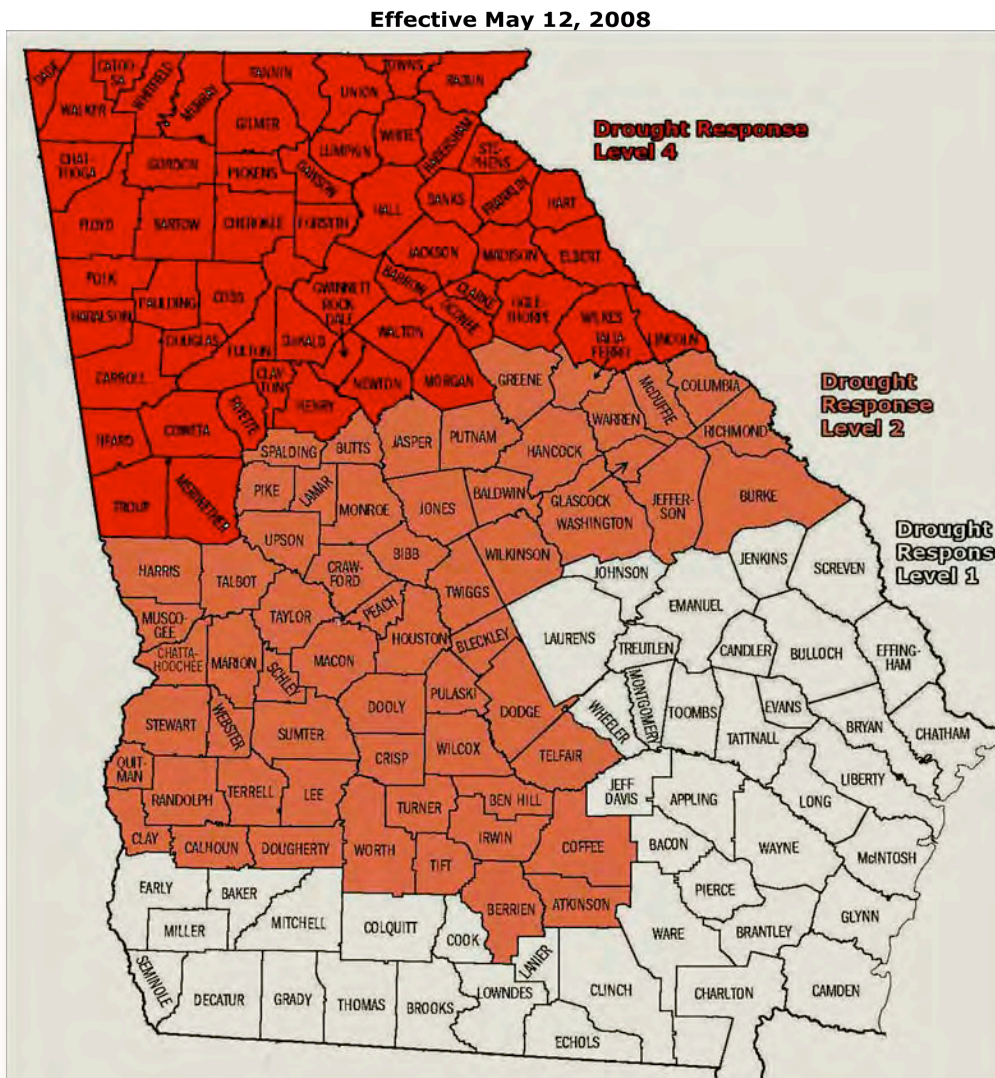 Effective May 12, 2008
DADE
CATOO-
SA
WHITFIELD
MURRAY
FANNIN
TOWNS
RABUN
WALKER
UNION
GILMER
WHITE
HABERSHAM
STE-
PHENS
LUMPKIN
CHAT-
TOOGA
GORDON
PICKENS
DAWSON
BANKS
FRANKLIN
HART
HALL
FLOYD
BARTOW
CHEROKEE
FORSYTH
JACKSON
MADISON
ELBERT
POLK
PAULDING
COBB
GWINNETT
BARROW
CLARKE
OCONEE
OGLE-
THORPE
HARALSON
ROCK
DALE
WALTON
WILKES
DOUGLAS
FULTON
DEKALB
TALIA-
FERRO
LINCOLN
CARROLL
CLAY-
TONS
NEWTON
MORGAN
GREENE
McDUFFIE
COLUMBIA
FAYETTE
HENRY
HEARD
COWETA
WARREN
RICHMOND
SPALDING
BUTTS
JASPER
PUTNAM
HANCOCK
TROUP
MERIWETHER
PIKE
LAMAR
MONROE
JONES
BALDWIN
GLASCOCK
WASHINGTON
JEFFER-
SON
BURKE
UPSON
BIBB
WILKINSON
HARRIS
TALBOT
CRAW-
FORD
TWIGGS
JOHNSON
JENKINS
SCREVEN
TAYLOR
PEACH
EMANUEL
MUSCO-
GEE
HOUSTON
BLECKLEY
LAURENS
CHATTA-
HOOCHEE
MARION
SCHLEY
MACON
TREUTLEN
CANDLER
BULLOCH
EFFING-
HAM
PULASKI
STEWART
WEBSTER
SUMTER
DOOLY
DODGE
WHEELER
MONTGOMERY
TOOMBS
EVANS
TATTNALL
BRYAN
CHATHAM
WILCOX
CRISP
TELFAIR
QUIT-
MAN
RANDOLPH
TERRELL
LEE
TURNER
BEN HILL
JEFF
DAVIS
APPLING
LONG
LIBERTY
CLAY
CALHOUN
DOUGHERTY
WORTH
IRWIN
COFFEE
BACON
WAYNE
McINTOSH
TIFT
EARLY
BAKER
BERRIEN
ATKINSON
PIERCE
MILLER
MITCHELL
COLQUITT
COOK
WARE
BRANTLEY
GLYNN
SEMINOLE
DECATUR
GRADY
THOMAS
BROOKS
LOWNDES
LANIER
CLINCH
CHARLTON
CAMDEN
ECHOLS
Drought Response
Level 4
Drought
Response
Level 2
Drought
Response
Level 1